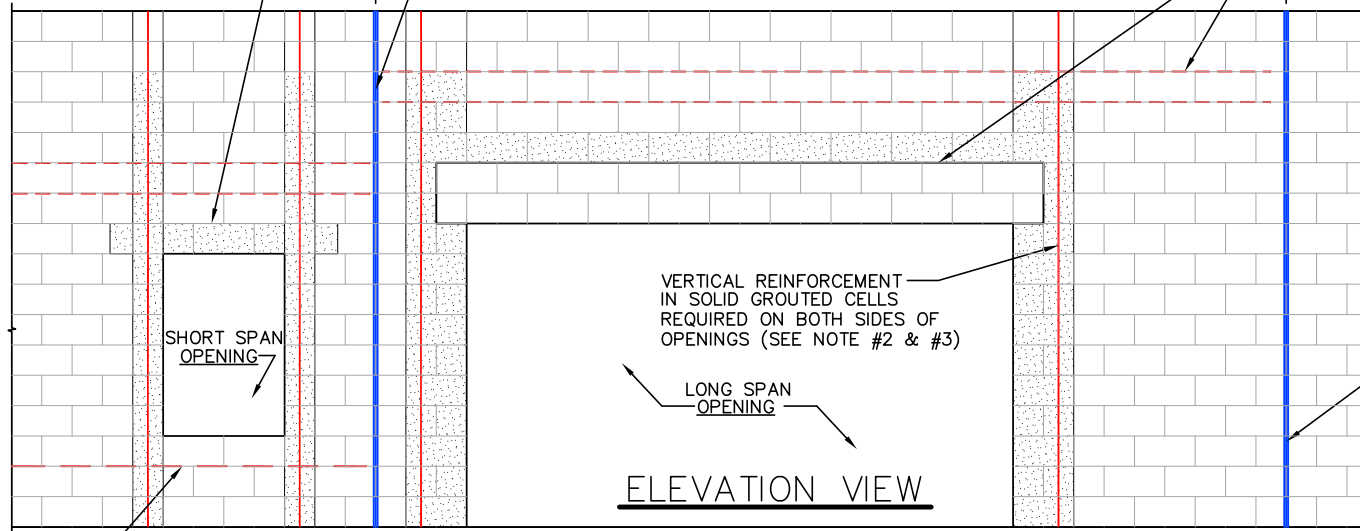 VERTICAL REINFORCEMENT
IN SOLID GROUTED CELLS
REQUIRED ON BOTH SIDES OF
OPENINGS (SEE NOTE #2 & #3)
SHORT SPAN
OPENING
LONG SPAN
OPENING
ELEVATION VIEW